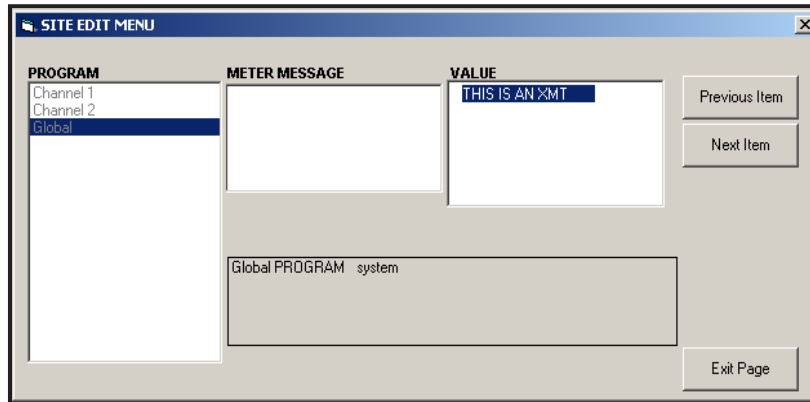 SITE EDIT MENU
PROGRAM
Channel 1
Channel 2
Global
METER MESSAGE
VALUE
THIS IS AN XMT
Previous Item
Next Item
Global PROGRAM system
Exit Page